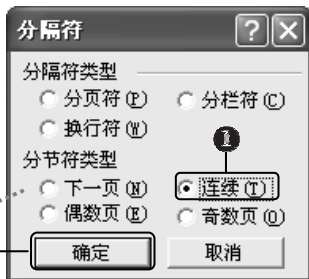 分隔符
分隔符类型
分页符(P) 分栏符(C)
换行符(W)
1
分节符类型
下一页(N) 连续(T)
偶数页(E) 奇数页(O)
确定 取消